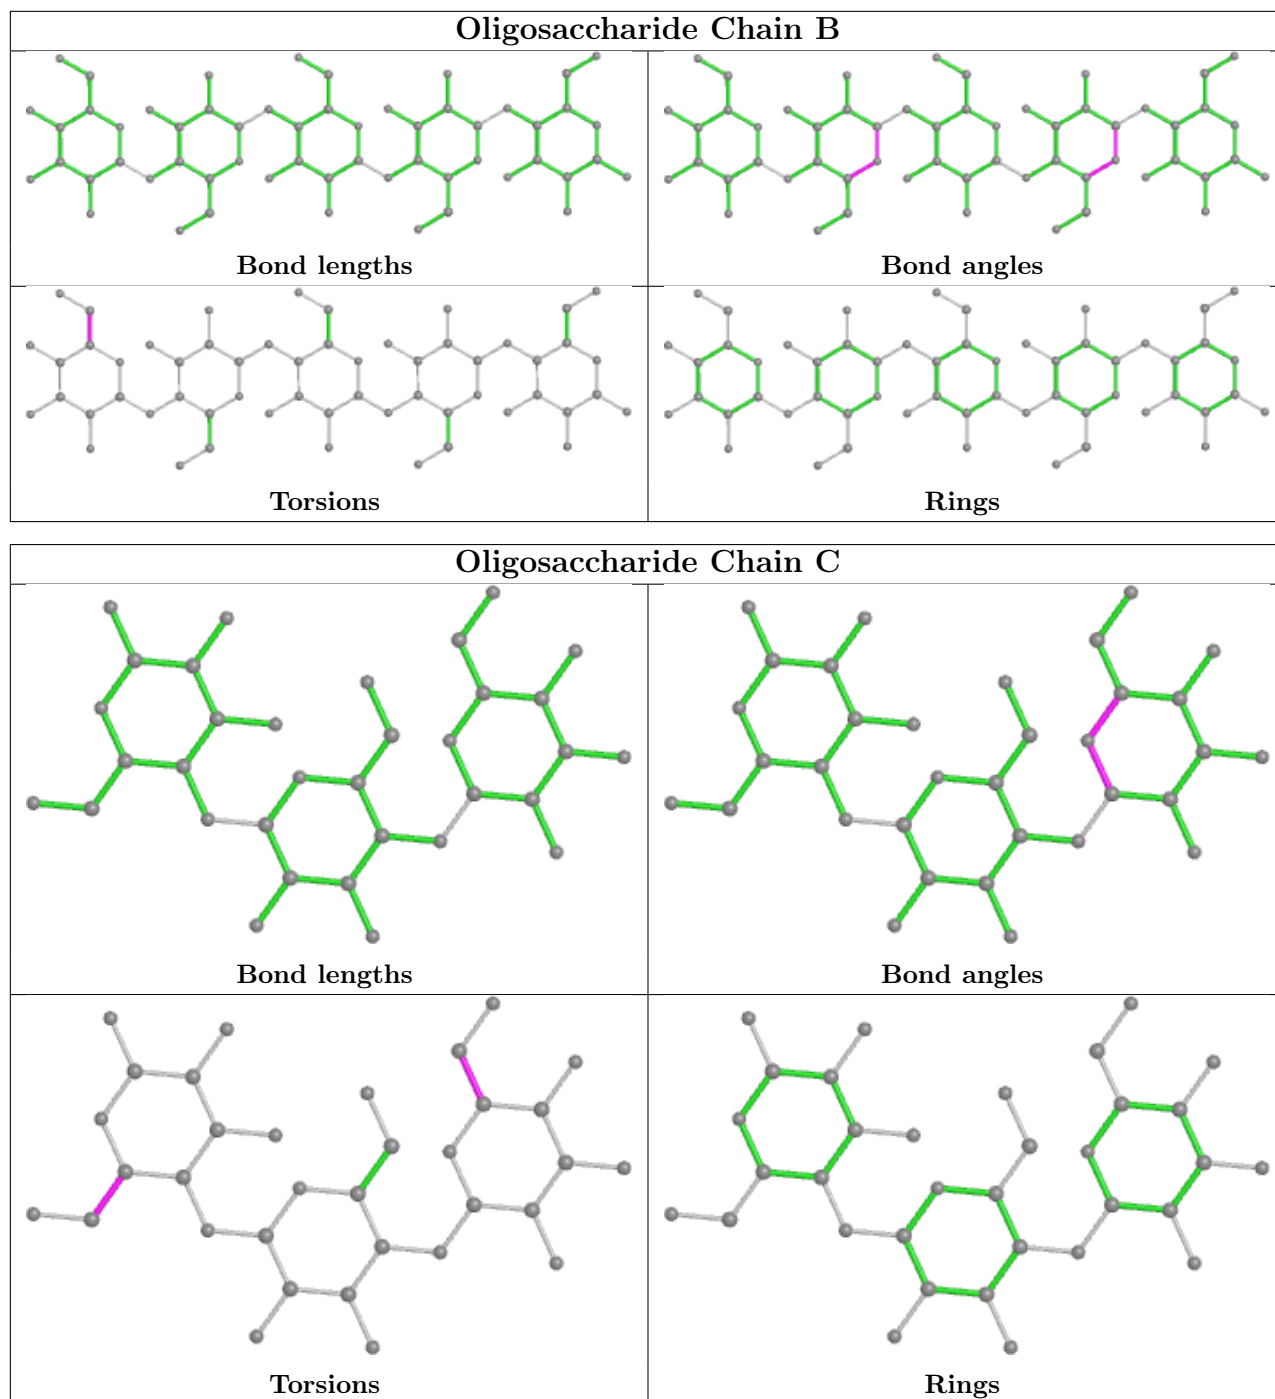 Oligosaccharide Chain B
Bond lengths
Bond angles
Torsions
Rings
Oligosaccharide Chain C
Bond lengths
Bond angles
Torsions
Rings